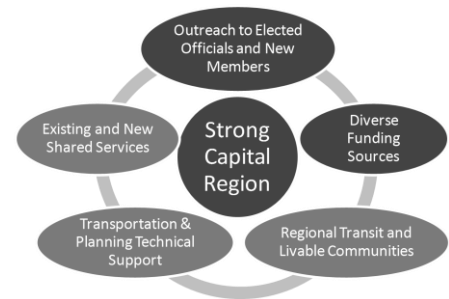 Outreach to Elected
Officials and New
Members
Existing and New
Shared Services
Strong
Capital
Region
Diverse
Funding
Sources
Transportation &
Planning Technical
Support
Regional Transit and
Livable Communities